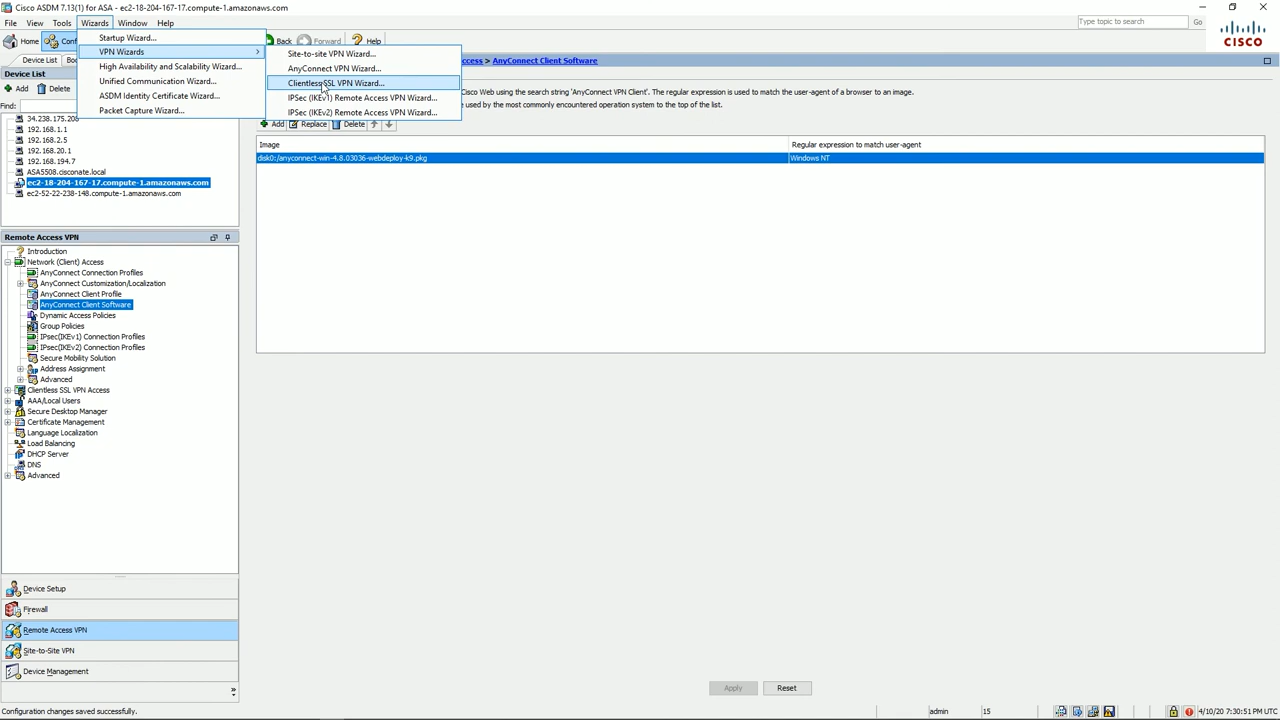 Cisco ASDM 7.13(1) for ASA - ec2-18-204-167-17.compute-1.amazonaws.com
File View Tools Wizards Window Help
Type to search Go
Home Back Forward Help
CISCO
Startup Wizard...
VPN Wizards
High Availability and Scalability Wizard...
Unified Communication Wizard...
ASDM Identity Certificate Wizard...
Packet Capture Wizard...
Site-to-site VPN Wizard...
AnyConnect VPN Wizard...
Clientless SSL VPN Wizard...
IPSec (IKEv1) Remote Access VPN Wizard...
IPSec (IKEv2) Remote Access VPN Wizard...
Device List
Device List
Add Delete
Find:
34.238.175.208
192.168.1.1
192.168.2.5
192.168.20.1
192.168.194.7
ASA5508.cisconate.local
ec2-18-204-167-17.compute-1.amazonaws.com
ec2-52-22-238-148.compute-1.amazonaws.com
Remote Access VPN
Introduction
Network (Client) Access
AnyConnect Connection Profiles
AnyConnect Customization/Localization
AnyConnect Client Profile
AnyConnect Client Software
Dynamic Access Policies
Group Policies
IPsec(IKEv1) Connection Profiles
IPsec(IKEv2) Connection Profiles
Secure Mobility Solution
Address Assignment
Advanced
Clientless SSL VPN Access
AAA/Local Users
Secure Desktop Manager
Certificate Management
Language Localization
Load Balancing
DHCP Server
DNS
Advanced
Device Setup
Firewall
Remote Access VPN
Site-to-Site VPN
Device Management
ccess > AnyConnect Client Software
Cisco Web using the search string 'AnyConnect VPN Client'. The regular expression is used to match the user-agent of a browser to an image.
d by the most commonly encountered operation system to the top of the list.
Add Replace Delete
Image Regular expression to match user-agent
disk0:/anyconnect-win-4.8.03036-webdeploy-k9.pkg Windows NT
Apply Reset
Configuration changes saved successfully. admin 15 4/10/20 7:30:51 PM UTC